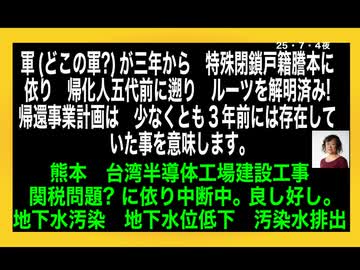 25・7・4夜
軍(どこの軍?)が三年から 特殊閉鎖戸籍謄本に
依り 帰化人五代前に遡り ルーツを解明済み!
帰還事業計画は 少なくとも3年前には存在して
いた事を意味します。
熊本 台湾半導体工場建設工事
関税問題? に依り中断中。良し好し。
地下水汚染 地下水位低下 汚染水排出